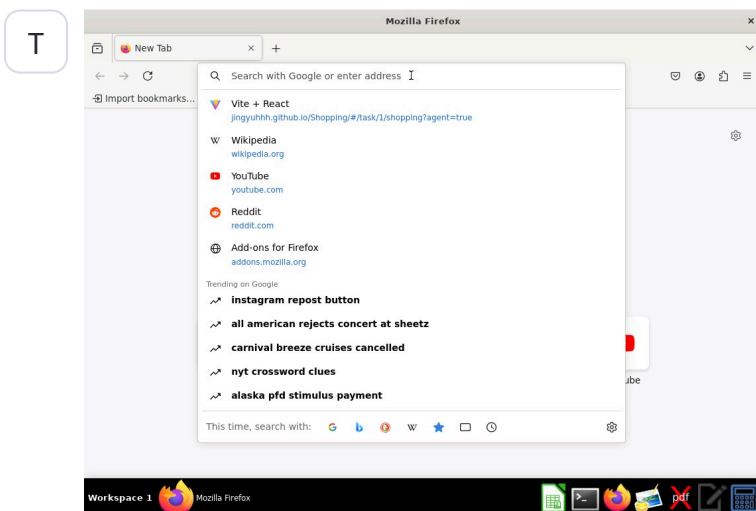 T
Mozilla Firefox
New Tab
Search with Google or enter address
Import bookmarks...
Vite + React
jingyuhhh.github.io/Shopping/#/task/1/shopping?agent=true
W Wikipedia
wikipedia.org
YouTube
youtube.com
Reddit
reddit.com
Add-ons for Firefox
addons.mozilla.org
Trending on Google
instagram repost button
all american rejects concert at sheetz
carnival breeze cruises cancelled
nyt crossword clues
ube
alaska pfd stimulus payment
This time, search with: G b W
Workspace 1 Mozilla Firefox pdf